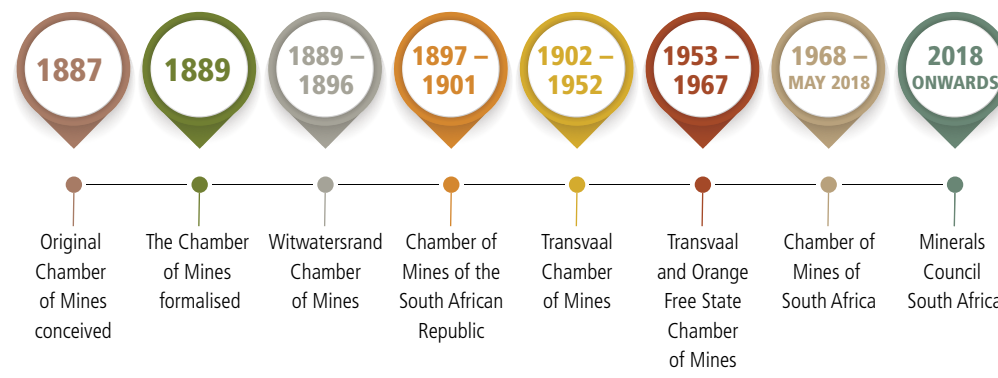 1887
1889
1889 –
1896
1897 –
1901
1902 –
1952
1953 –
1967
1968 –
MAY 2018
2018
ONWARDS
Original
Chamber
of Mines
conceived
The Chamber
of Mines
formalised
Witwatersrand
Chamber
of Mines
Chamber of
Mines of the
South African
Republic
Transvaal
Chamber
of Mines
Transvaal
and Orange
Free State
Chamber
of Mines
Chamber of
Mines of
South Africa
Minerals
Council
South Africa